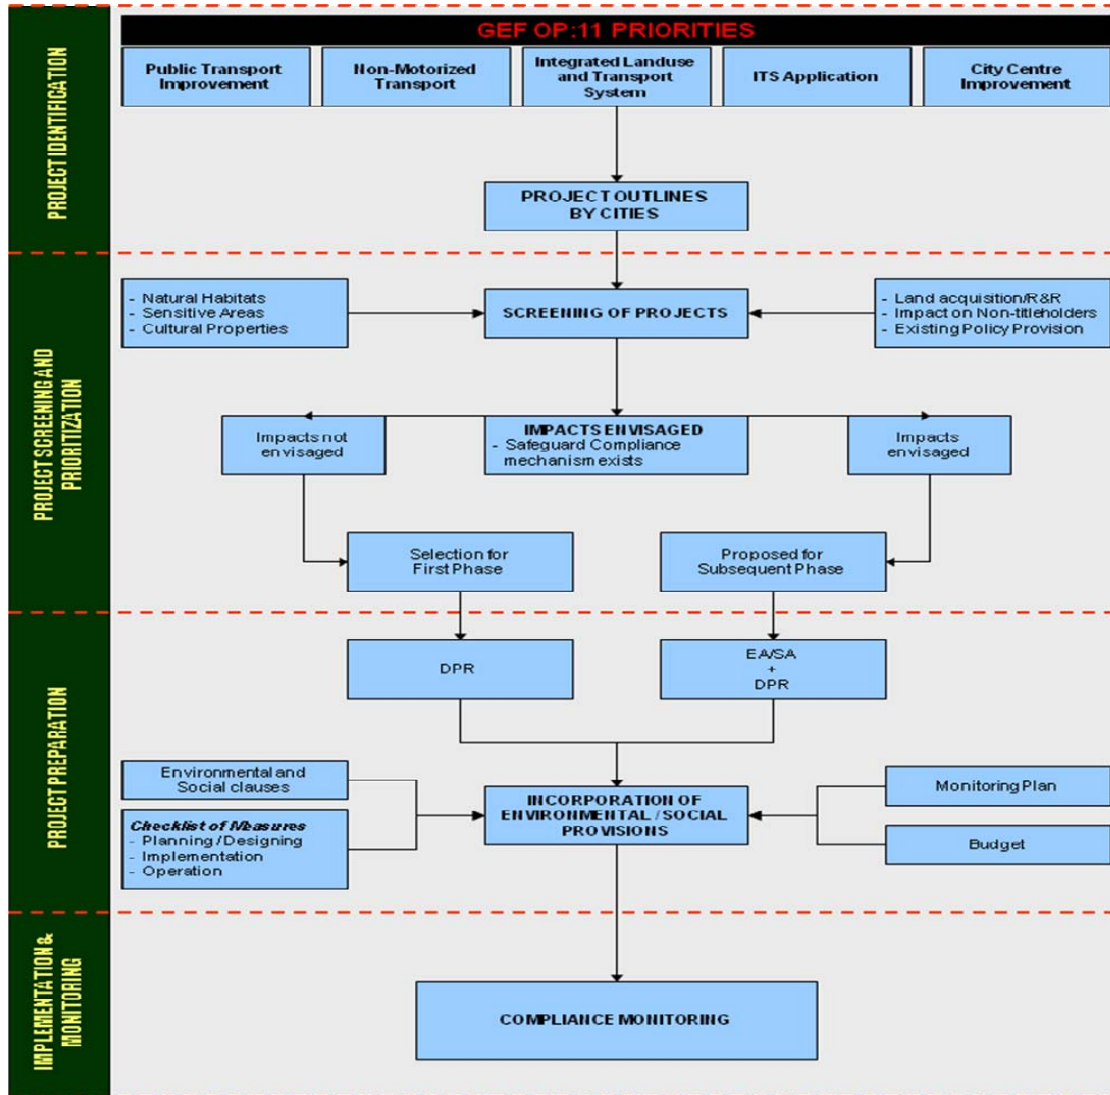 GEF OP:11 PRIORITIES
Public Transport
Improvement
Non-Motorized
Transport
Integrated Landuse
and Transport
System
ITS Application
City Centre
Improvement
PROJECT IDENTIFICATION
PROJECT OUTLINES
BY CITIES
PROJECT SCREENING AND
PRIORITIZATION
- Natural Habitats
- Sensitive Areas
- Cultural Properties
SCREENING OF PROJECTS
- Land acquisition/R&R
- Impact on Non-titleholders
- Existing Policy Provision
Impacts not
envisaged
IMPACTS ENVISAGED
- Safeguard Compliance
mechanism exists
Impacts
envisaged
Selection for
First Phase
Proposed for
Subsequent Phase
PROJECT PREPARATION
DPR
EA/SA
+
DPR
Environmental and
Social clauses
Checklist of Measures
- Planning / Designing
- Implementation
- Operation
INCORPORATION OF
ENVIRONMENTAL / SOCIAL
PROVISIONS
Monitoring Plan
Budget
IMPLEMENTATION &
MONITORING
COMPLIANCE MONITORING